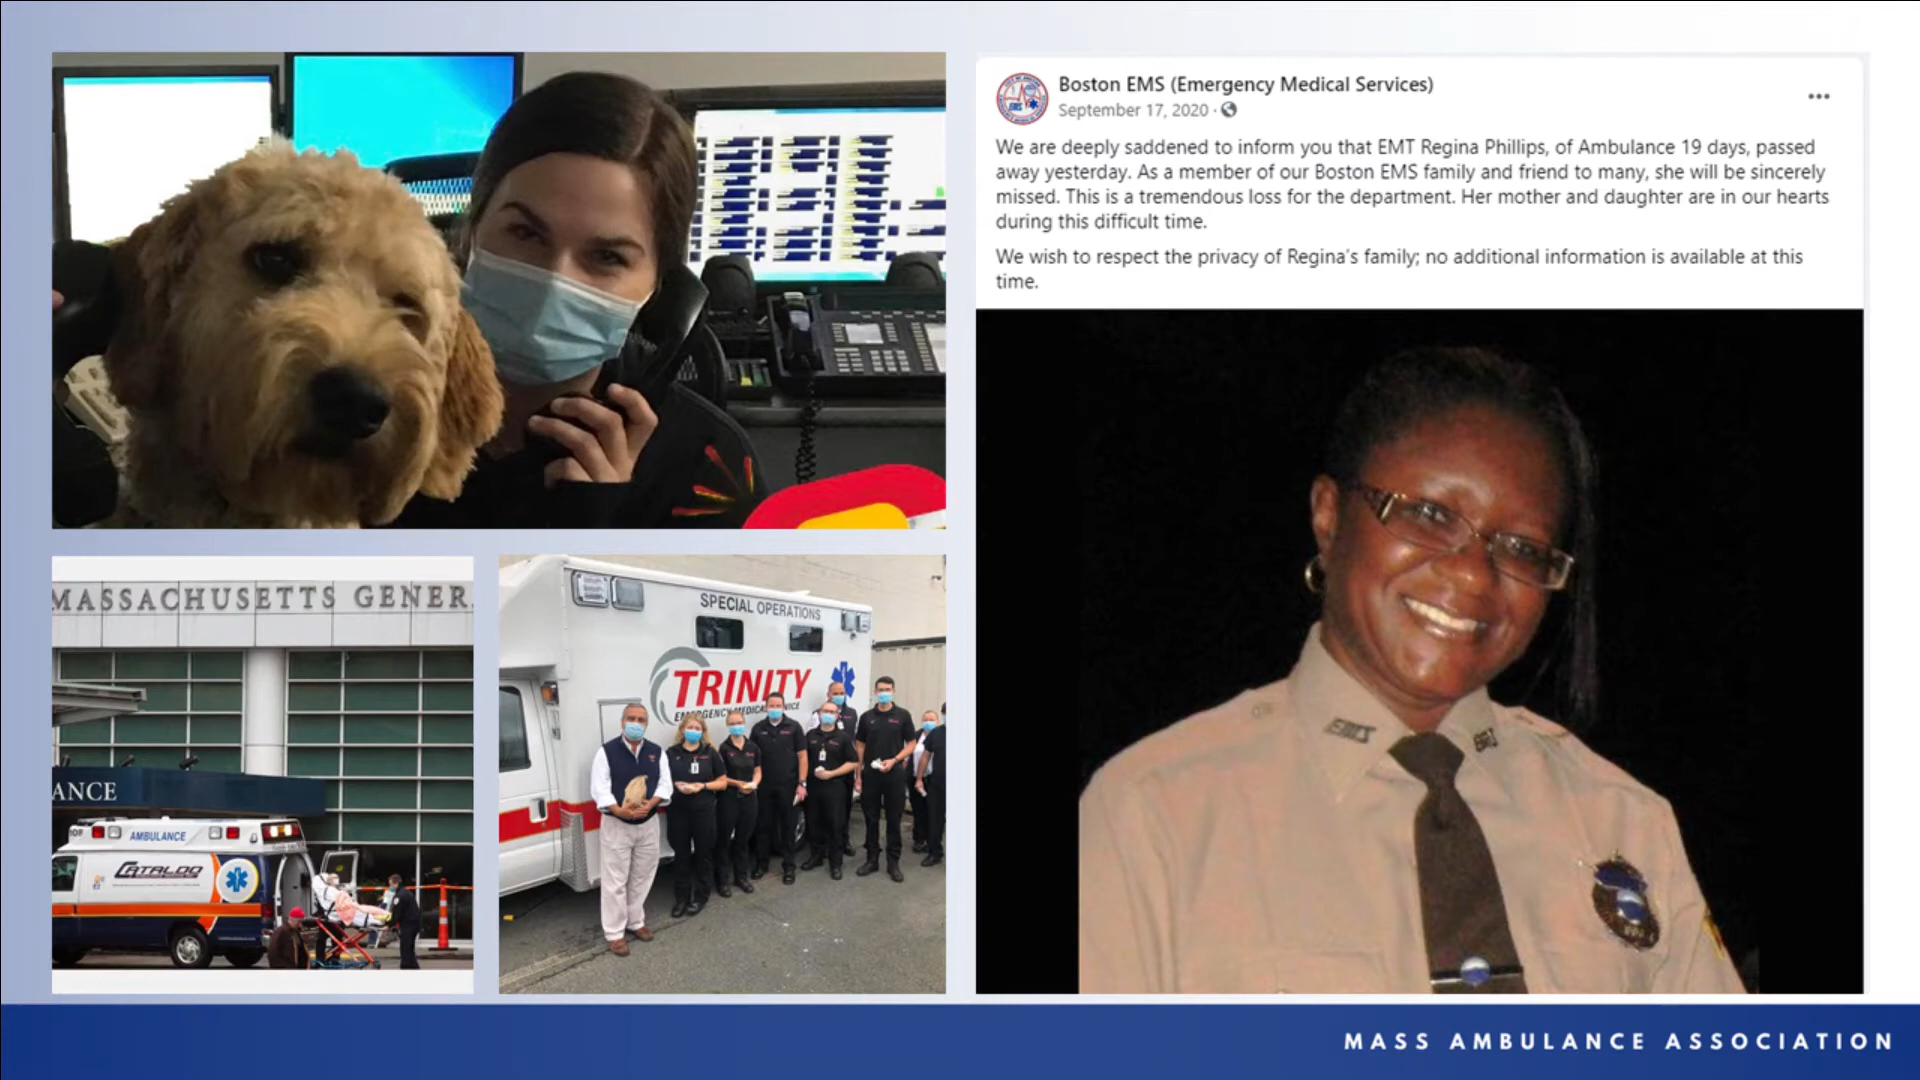 Boston EMS (Emergency Medical Services)
September 17, 2020 ·
We are deeply saddened to inform you that EMT Regina Phillips, of Ambulance 19 days, passed
away yesterday. As a member of our Boston EMS family and friend to many, she will be sincerely
missed. This is a tremendous loss for the department. Her mother and daughter are in our hearts
during this difficult time.
We wish to respect the privacy of Regina's family; no additional information is available at this
time.
EMS
MASSACHUSETTS GENER
ANCE
AMBULANCE
CATALDO
SPECIAL OPERATIONS
TRINITY
EMERGENCY MEDICAL
MASS AMBULANCE ASSOCIATION